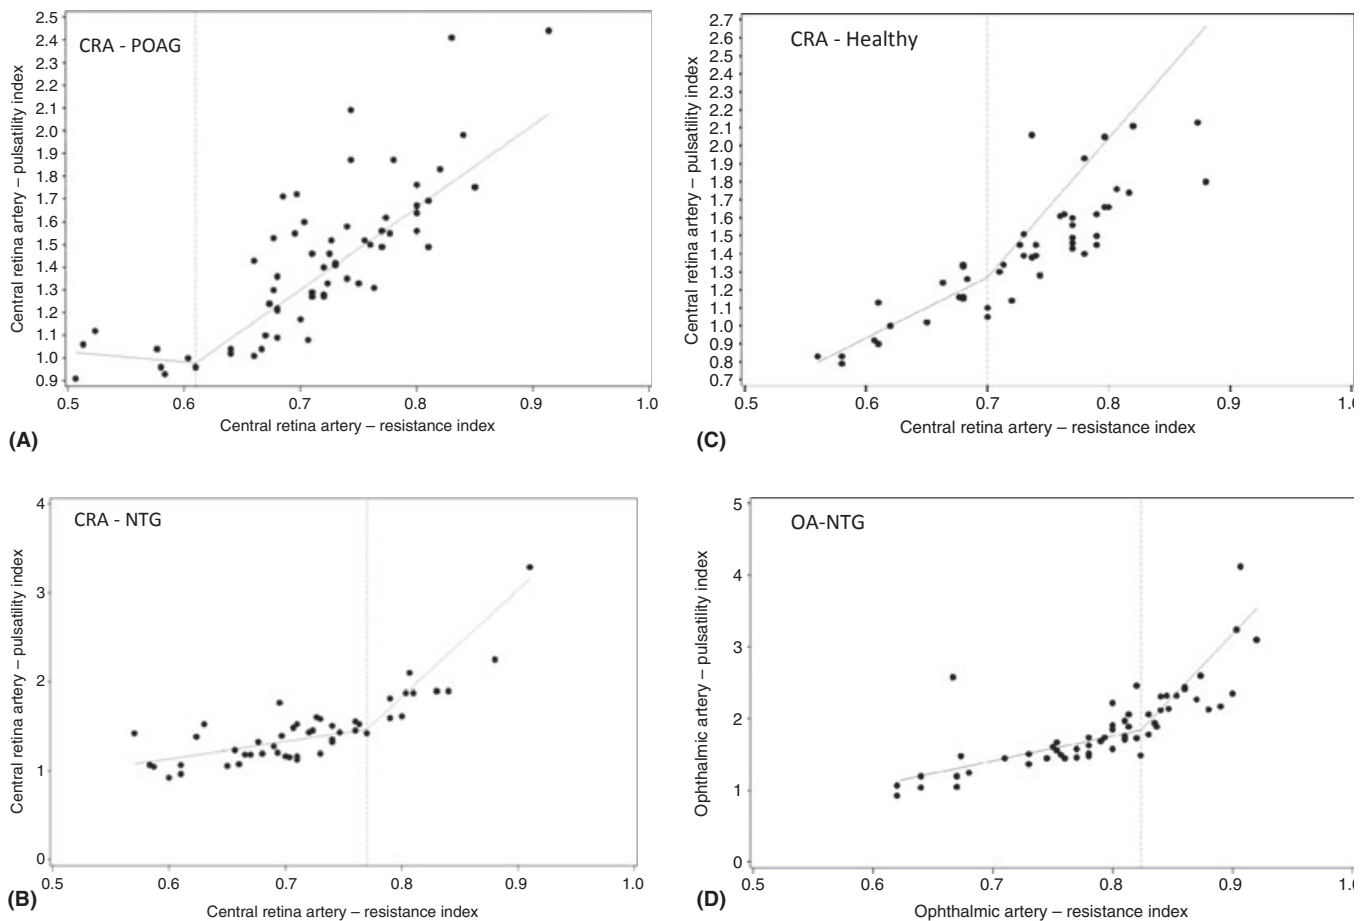 CRA - POAG
Central retina artery – pulsatility index
2.5
2.4
2.3
2.2
2.1
2.0
1.9
1.8
1.7
1.6
1.5
1.4
1.3
1.2
1.1
1.0
0.9
0.5 0.6 0.7 0.8 0.9 1.0
Central retina artery – resistance index
(A)
CRA - Healthy
Central retina artery – pulsatility index
2.7
2.6
2.5
2.4
2.3
2.2
2.1
2.0
1.9
1.8
1.7
1.6
1.5
1.4
1.3
1.2
1.1
1.0
0.9
0.8
0.7
0.5 0.6 0.7 0.8 0.9 1.0
Central retina artery – resistance index
(C)
CRA - NTG
Central retina artery – pulsatility index
4
3
2
1
0
0.5 0.6 0.7 0.8 0.9 1.0
Central retina artery – resistance index
(B)
OA-NTG
Ophthalmic artery – pulsatility index
5
4
3
2
1
0
0.5 0.6 0.7 0.8 0.9 1.0
Ophthalmic artery – resistance index
(D)